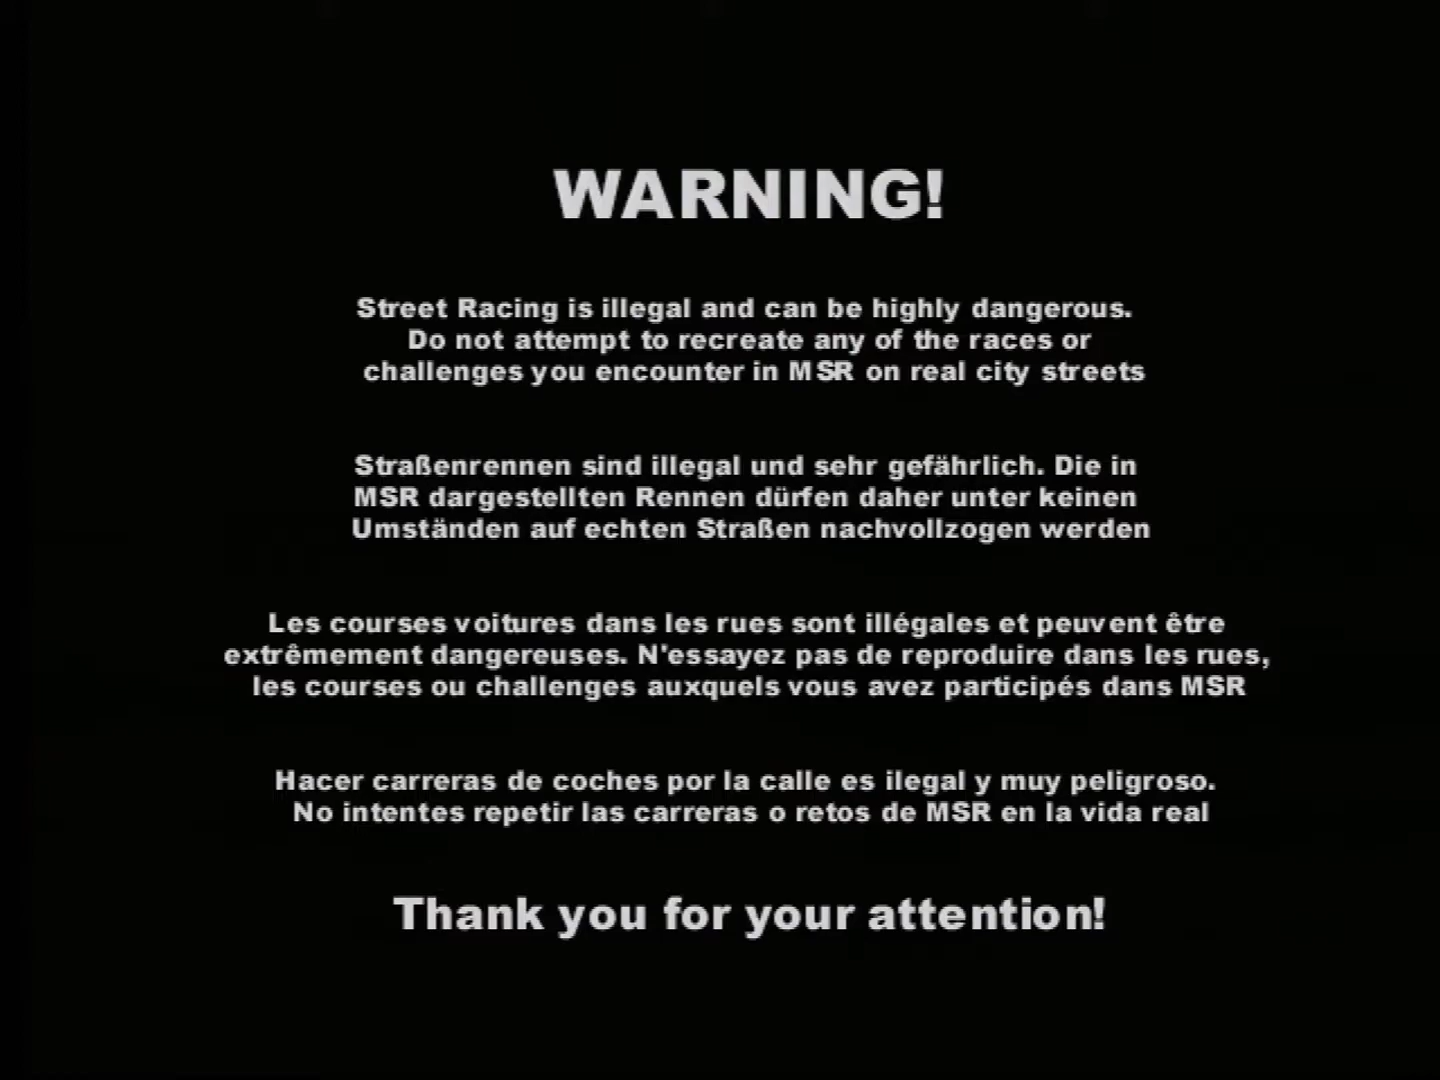 WARNING!
Street Racing is illegal and can be highly dangerous.
Do not attempt to recreate any of the races or
challenges you encounter in MSR on real city streets
Straßenrennen sind illegal und sehr gefährlich. Die in
MSR dargestellten Rennen dürfen daher unter keinen
Umständen auf echten Straßen nachvollzogen werden
Les courses voitures dans les rues sont illégales et peuvent être
extrêmement dangereuses. N'essayez pas de reproduire dans les rues,
les courses ou challenges auxquels vous avez participés dans MSR
Hacer carreras de coches por la calle es ilegal y muy peligroso.
No intentes repetir las carreras o retos de MSR en la vida real
Thank you for your attention!